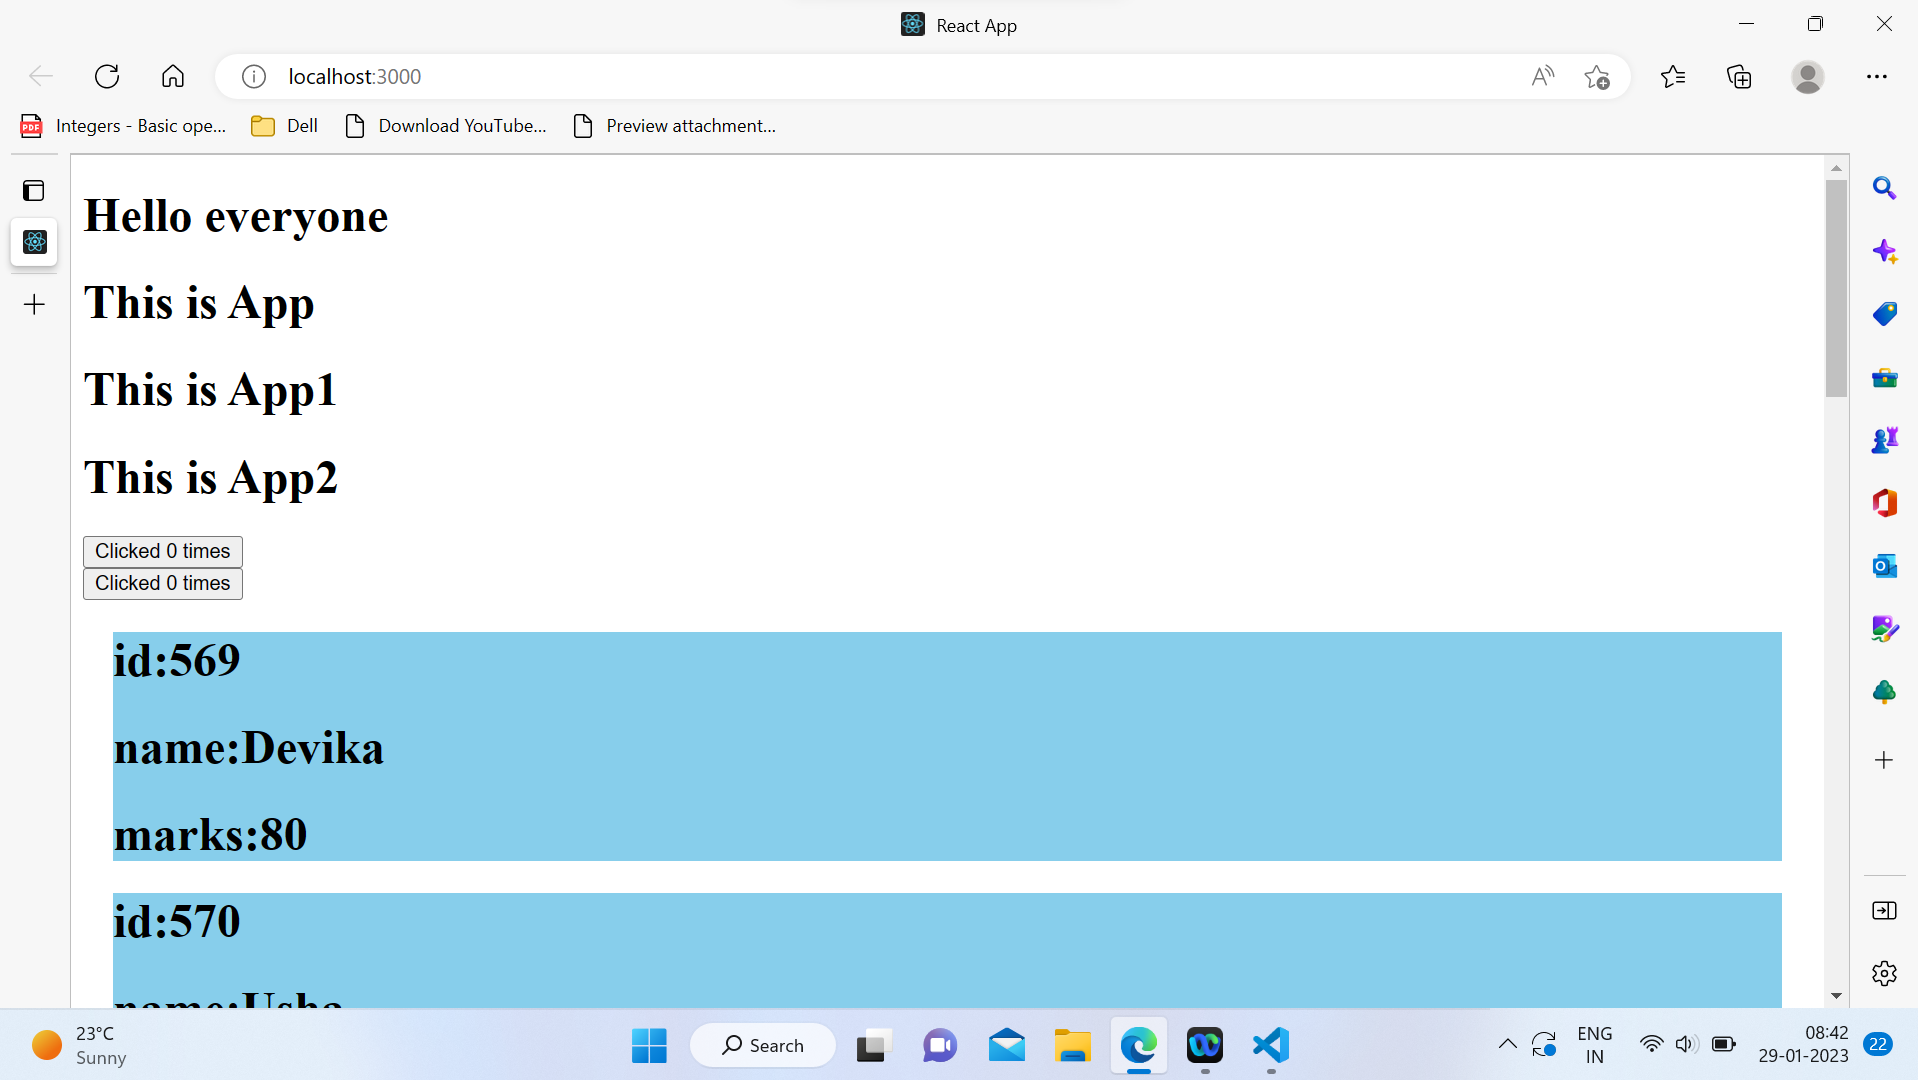 React App
localhost:3000
Integers - Basic ope...
Dell
Download YouTube...
Preview attachment...
Hello everyone
This is App
This is App1
This is App2
Clicked 0 times
Clicked 0 times
id:569
name:Devika
marks:80
id:570
name:Usha
23°C
Sunny
Search
ENG
IN
08:42
29-01-2023
22